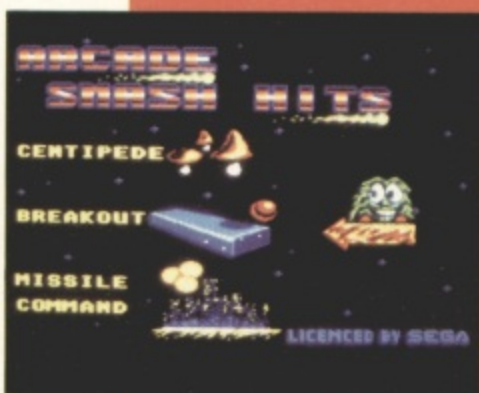 ARCADE
SMASH HITS
CENTIPEDE
BREAKOUT
MISSILE
COMMAND
LICENCED BY SEGA